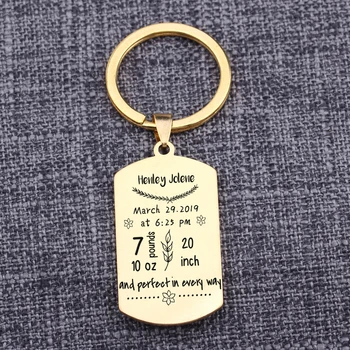 Henley Jolene
March 29.2019
at 6:25 pm
7 pounds 20
10 oz inch
and perfect in every way